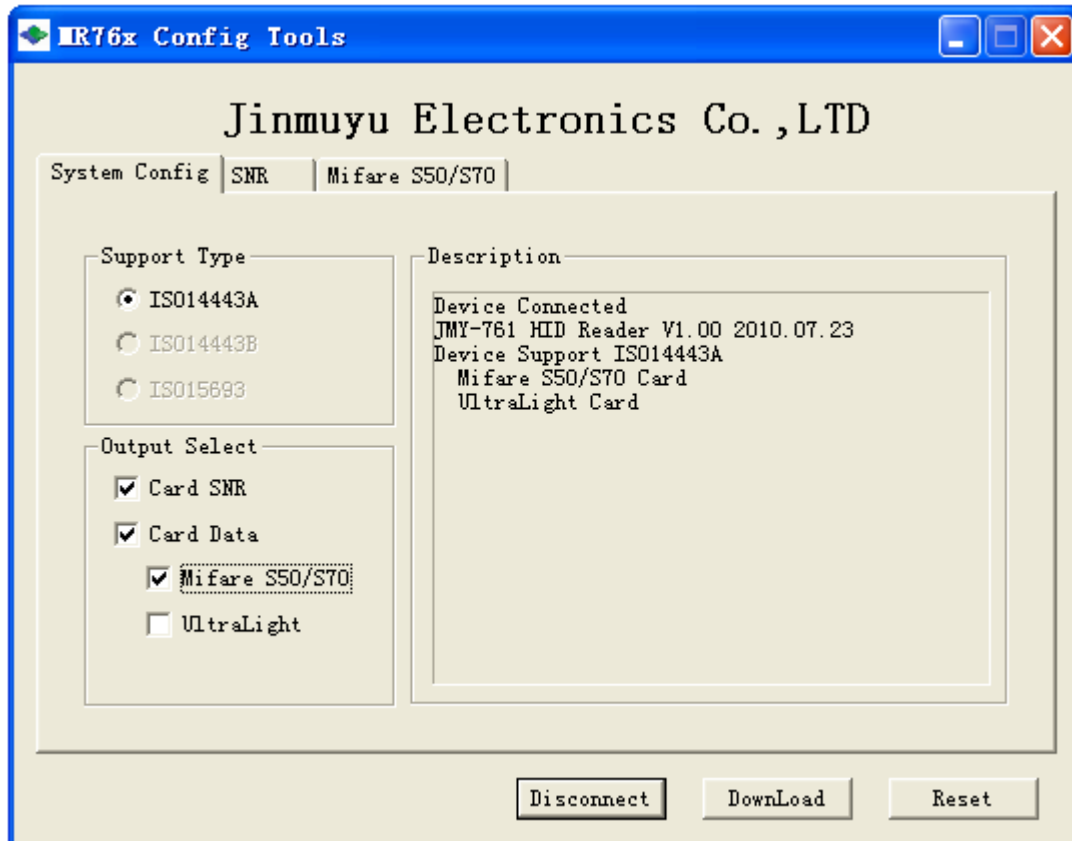 MR76x Config Tools
Jinmuyu Electronics Co.,LTD
System Config
SNR
Mifare S50/S70
Support Type
ISO14443A
ISO14443B
ISO15693
Output Select
Card SNR
Card Data
Mifare S50/S70
UltraLight
Description
Device Connected
JMY-761 HID Reader V1.00 2010.07.23
Device Support ISO14443A
Mifare S50/S70 Card
UltraLight Card
Disconnect
DownLoad
Reset